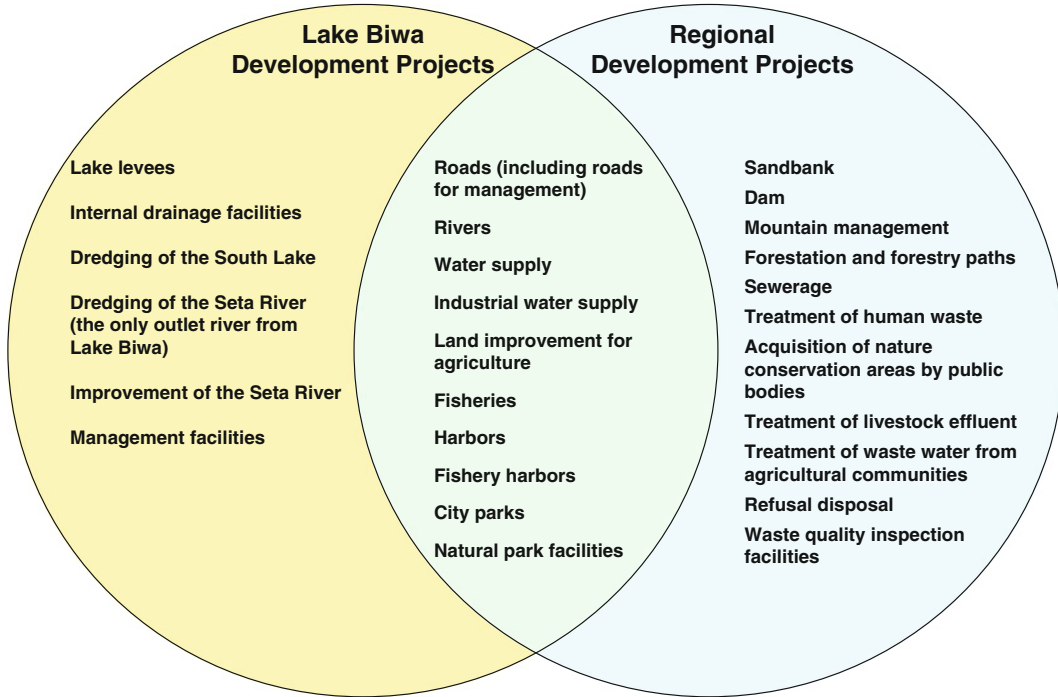 Lake Biwa
Development Projects
Regional
Development Projects
Lake levees
Internal drainage facilities
Dredging of the South Lake
Dredging of the Seta River
(the only outlet river from
Lake Biwa)
Improvement of the Seta River
Management facilities
Roads (including roads
for management)
Rivers
Water supply
Industrial water supply
Land improvement for
agriculture
Fisheries
Harbors
Fishery harbors
City parks
Natural park facilities
Sandbank
Dam
Mountain management
Forestation and forestry paths
Sewerage
Treatment of human waste
Acquisition of nature
conservation areas by public
bodies
Treatment of livestock effluent
Treatment of waste water from
agricultural communities
Refusal disposal
Waste quality inspection
facilities